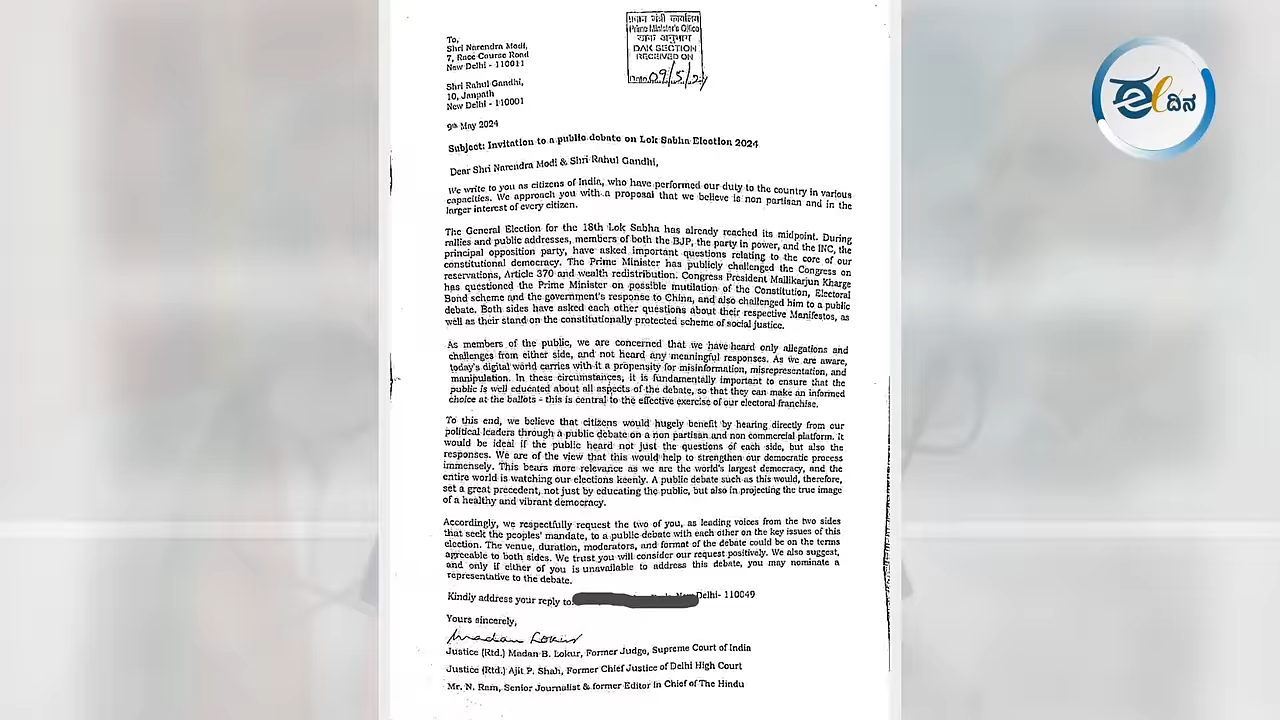 To,
Shri Narendra Modi,
7, Race Course Road
New Delhi - 110011
Shri Rahul Gandhi,
10, Janpath
New Delhi - 110001
9th May 2024
प्रधान मंत्री कार्यालय
Prime Minister's Office
डाक अनुभाग
DAK SECTION
RECEIVED ON
09/5/24
ಈ ದಿನ
Subject: Invitation to a public debate on Lok Sabha Election 2024
Dear Shri Narendra Modi & Shri Rahul Gandhi,
We write to you as citizens of India, who have performed our duty to the country in various
capacities. We approach you with a proposal that we believe is non partisan and in the
larger interest of every citizen.
The General Election for the 18th Lok Sabha has already reached its midpoint. During
rallies and public addresses, members of both the BJP, the party in power, and the INC, the
principal opposition party, have asked important questions relating to the core of our
constitutional democracy. The Prime Minister has publicly challenged the Congress on
reservations, Article 370 and wealth redistribution. Congress President Mallikarjun Kharge
has questioned the Prime Minister on possible mutilation of the Constitution, Electoral
Bond scheme and the government's response to China, and also challenged him to a public
debate. Both sides have asked each other questions about their respective Manifestos, as
well as their stand on the constitutionally protected scheme of social justice.
As members of the public, we are concerned that we have heard only allegations and
challenges from either side, and not heard any meaningful responses. As we are aware,
today's digital world carries with it a propensity for misinformation, misrepresentation, and
manipulation. In these circumstances, it is fundamentally important to ensure that the
public is well educated about all aspects of the debate, so that they can make an informed
choice at the ballots - this is central to the effective exercise of our electoral franchise.
To this end, we believe that citizens would hugely benefit by hearing directly from our
political leaders through a public debate on a non partisan and non commercial platform. It
would be ideal if the public heard not just the questions of each side, but also the
responses. We are of the view that this would help to strengthen our democratic process
immensely. This bears more relevance as we are the world's largest democracy, and the
entire world is watching our elections keenly. A public debate such as this would, therefore,
set a great precedent, not just by educating the public, but also in projecting the true image
of a healthy and vibrant democracy.
Accordingly, we respectfully request the two of you, as leading voices from the two sides
that seek the peoples' mandate, to a public debate with each other on the key issues of this
election. The venue, duration, moderators, and format of the debate could be on the terms
agreeable to both sides. We trust you will consider our request positively. We also suggest,
and only if either of you is unavailable to address this debate, you may nominate a
representative to the debate.
Kindly address your reply to: New Delhi- 110049
Yours sincerely,
Madan Lokur
Justice (Rtd.) Madan B. Lokur, Former Judge, Supreme Court of India
Justice (Rtd.) Ajit P. Shah, Former Chief Justice of Delhi High Court
Mr. N. Ram, Senior Journalist & former Editor in Chief of The Hindu